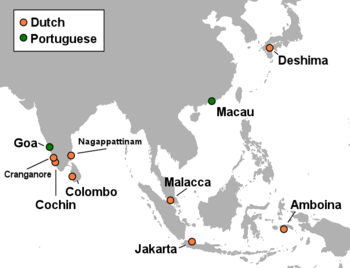 Dutch
Portuguese
Deshima
Macau
Goa
Nagappattinam
Cranganore
Cochin
Colombo
Malacca
Amboina
Jakarta